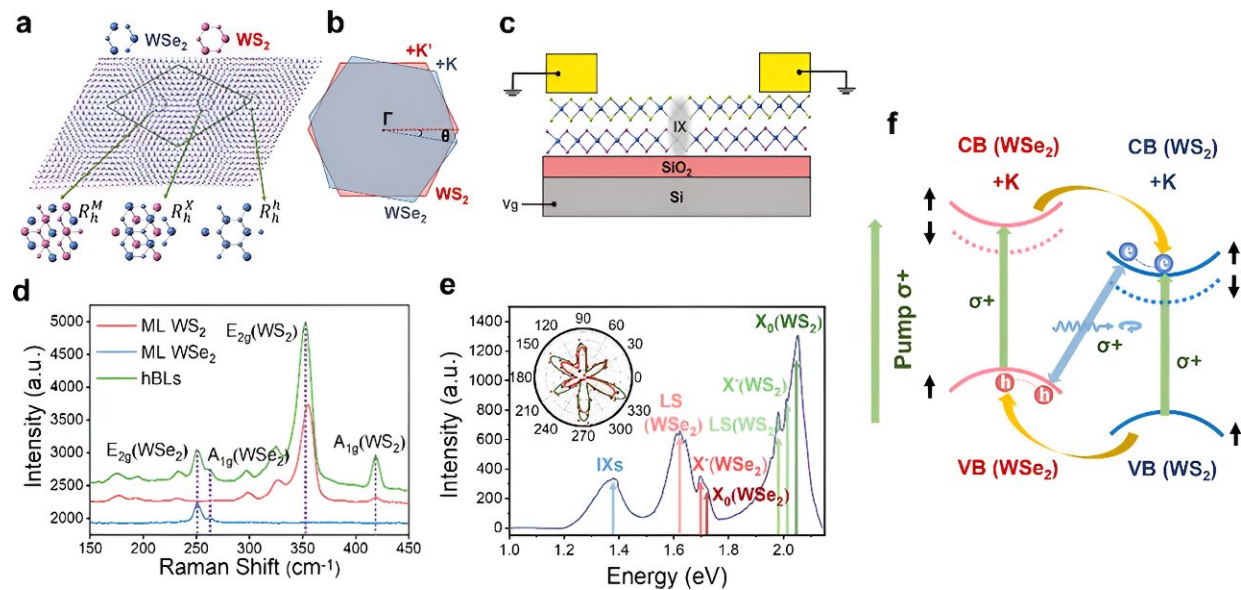 a
WSe₂
WS₂
R_h^M
R_h^X
R_h^h
b
+K'
+K
Γ
θ
WS₂
WSe₂
c
IX
SiO₂
Si
Vg
d
5000
4500
4000
3500
3000
2500
2000
Intensity (a.u.)
ML WS₂
ML WSe₂
hBLs
E₂g(WS₂)
E₂g(WSe₂)
A₁g(WSe₂)
A₁g(WS₂)
150 200 250 300 350 400 450
Raman Shift (cm⁻¹)
e
1400
1200
1000
800
600
400
200
0
Intensity (a.u.)
90
120 60
150 30
180 0
210 330
240 300
270
X₀(WS₂)
X⁻(WS₂)
LS(WS₂)
LS
(WSe₂)
X⁻(WSe₂)
X₀(WSe₂)
IXs
1.0 1.2 1.4 1.6 1.8 2.0
Energy (eV)
f
CB (WSe₂)
+K
CB (WS₂)
+K
Pump σ+
σ+
σ+
σ+
e
e
h
h
VB (WSe₂)
VB (WS₂)